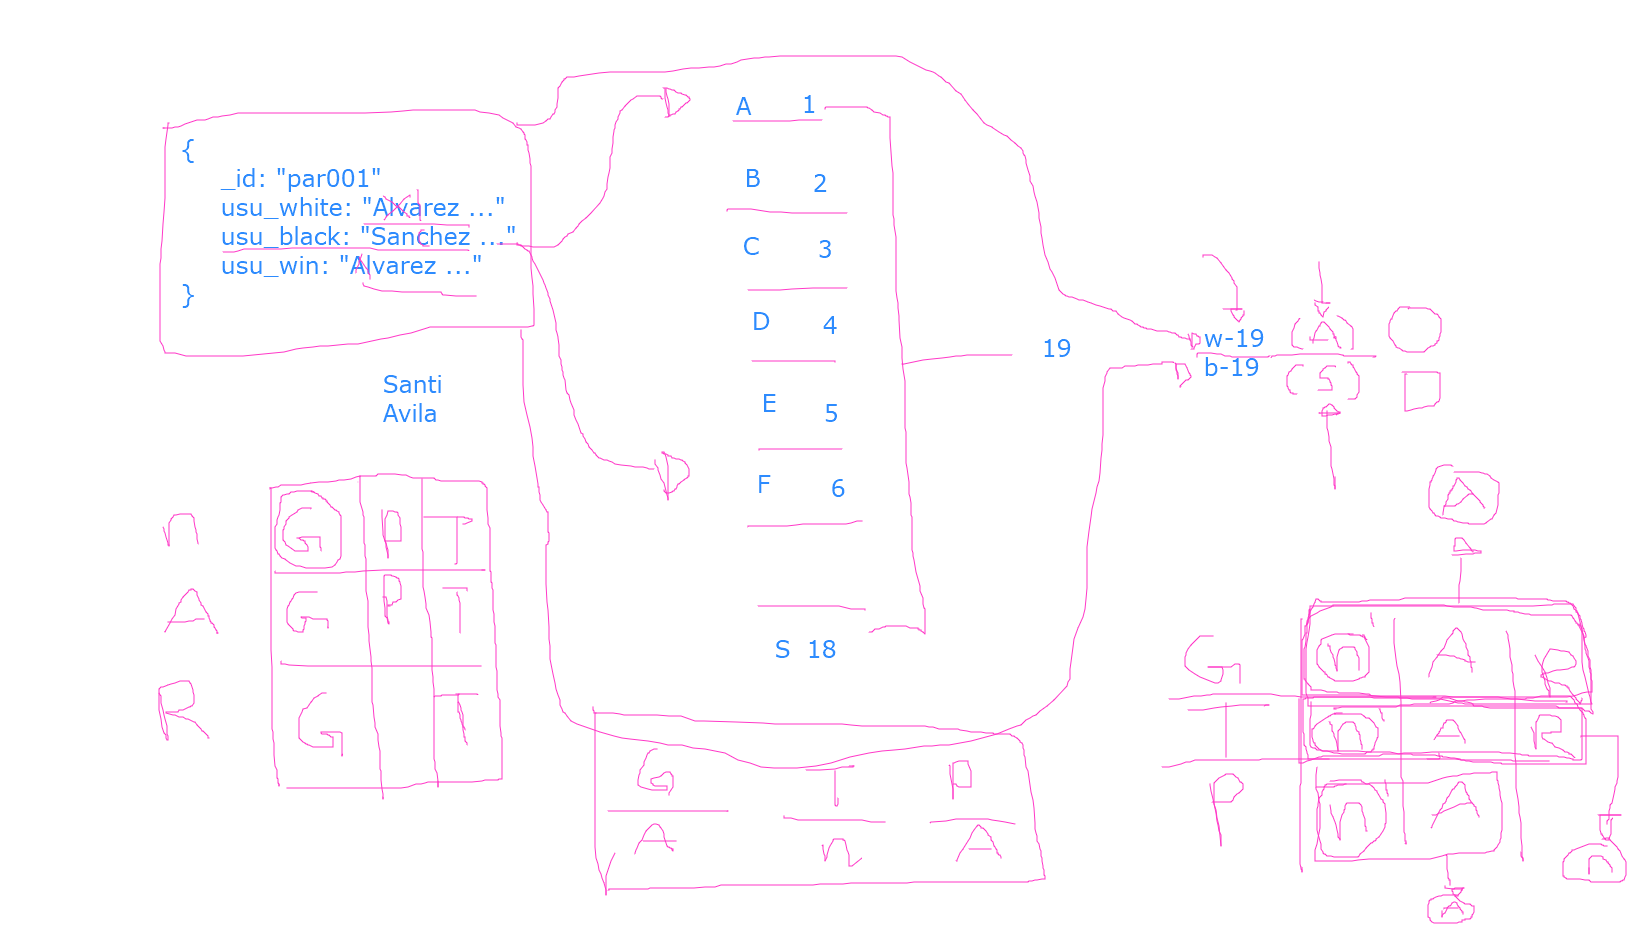 {
_id: "par001"
usu_white: "Alvarez ..."
usu_black: "Sanchez ..."
usu_win: "Alvarez ..."
}
Santi
Avila
A 1
B 2
C 3
D 4
E 5
F 6
S 18
19
w-19 (A)
b-19 (S)
n G P T
A G P T
R G T
G T P
A n A
A
G n A R
T n A R
P n A
n
A